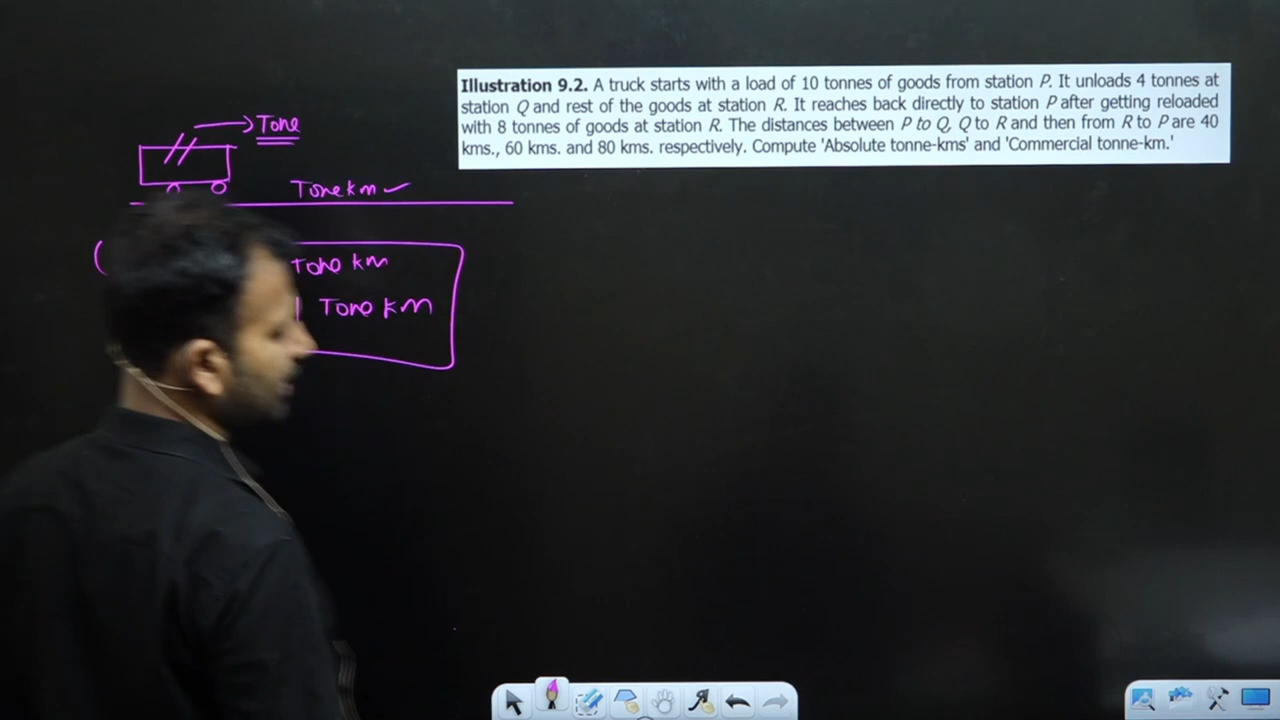 Illustration 9.2. A truck starts with a load of 10 tonnes of goods from station P. It unloads 4 tonnes at
station Q and rest of the goods at station R. It reaches back directly to station P after getting reloaded
with 8 tonnes of goods at station R. The distances between P to Q, Q to R and then from R to P are 40
kms., 60 kms. and 80 kms. respectively. Compute 'Absolute tonne-kms' and 'Commercial tonne-km.'
Tone
Tone km
Tone km
Tone km